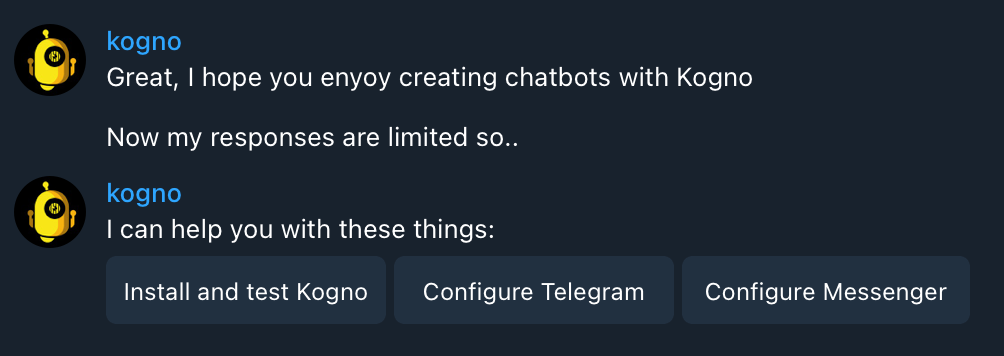 kogno
Great, I hope you enyoy creating chatbots with Kogno
Now my responses are limited so..
kogno
I can help you with these things:
Install and test Kogno
Configure Telegram
Configure Messenger